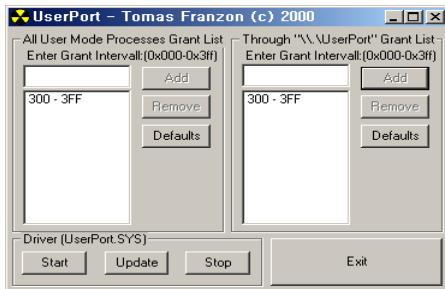 UserPort - Tomas Franzon (c) 2000
All User Mode Processes Grant List
Enter Grant Intervall:(0x000-0x3ff)
Add
300 - 3FF
Remove
Defaults
Through "\\.\UserPort" Grant List
Enter Grant Intervall:(0x000-0x3ff)
Add
300 - 3FF
Remove
Defaults
Driver (UserPort.SYS)
Start Update Stop
Exit